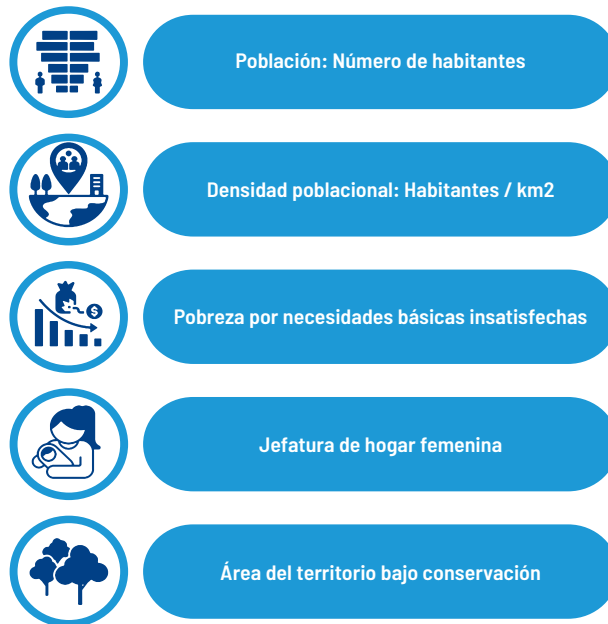 Población: Número de habitantes
Densidad poblacional: Habitantes / km2
$
Pobreza por necesidades básicas insatisfechas
Jefatura de hogar femenina
Área del territorio bajo conservación